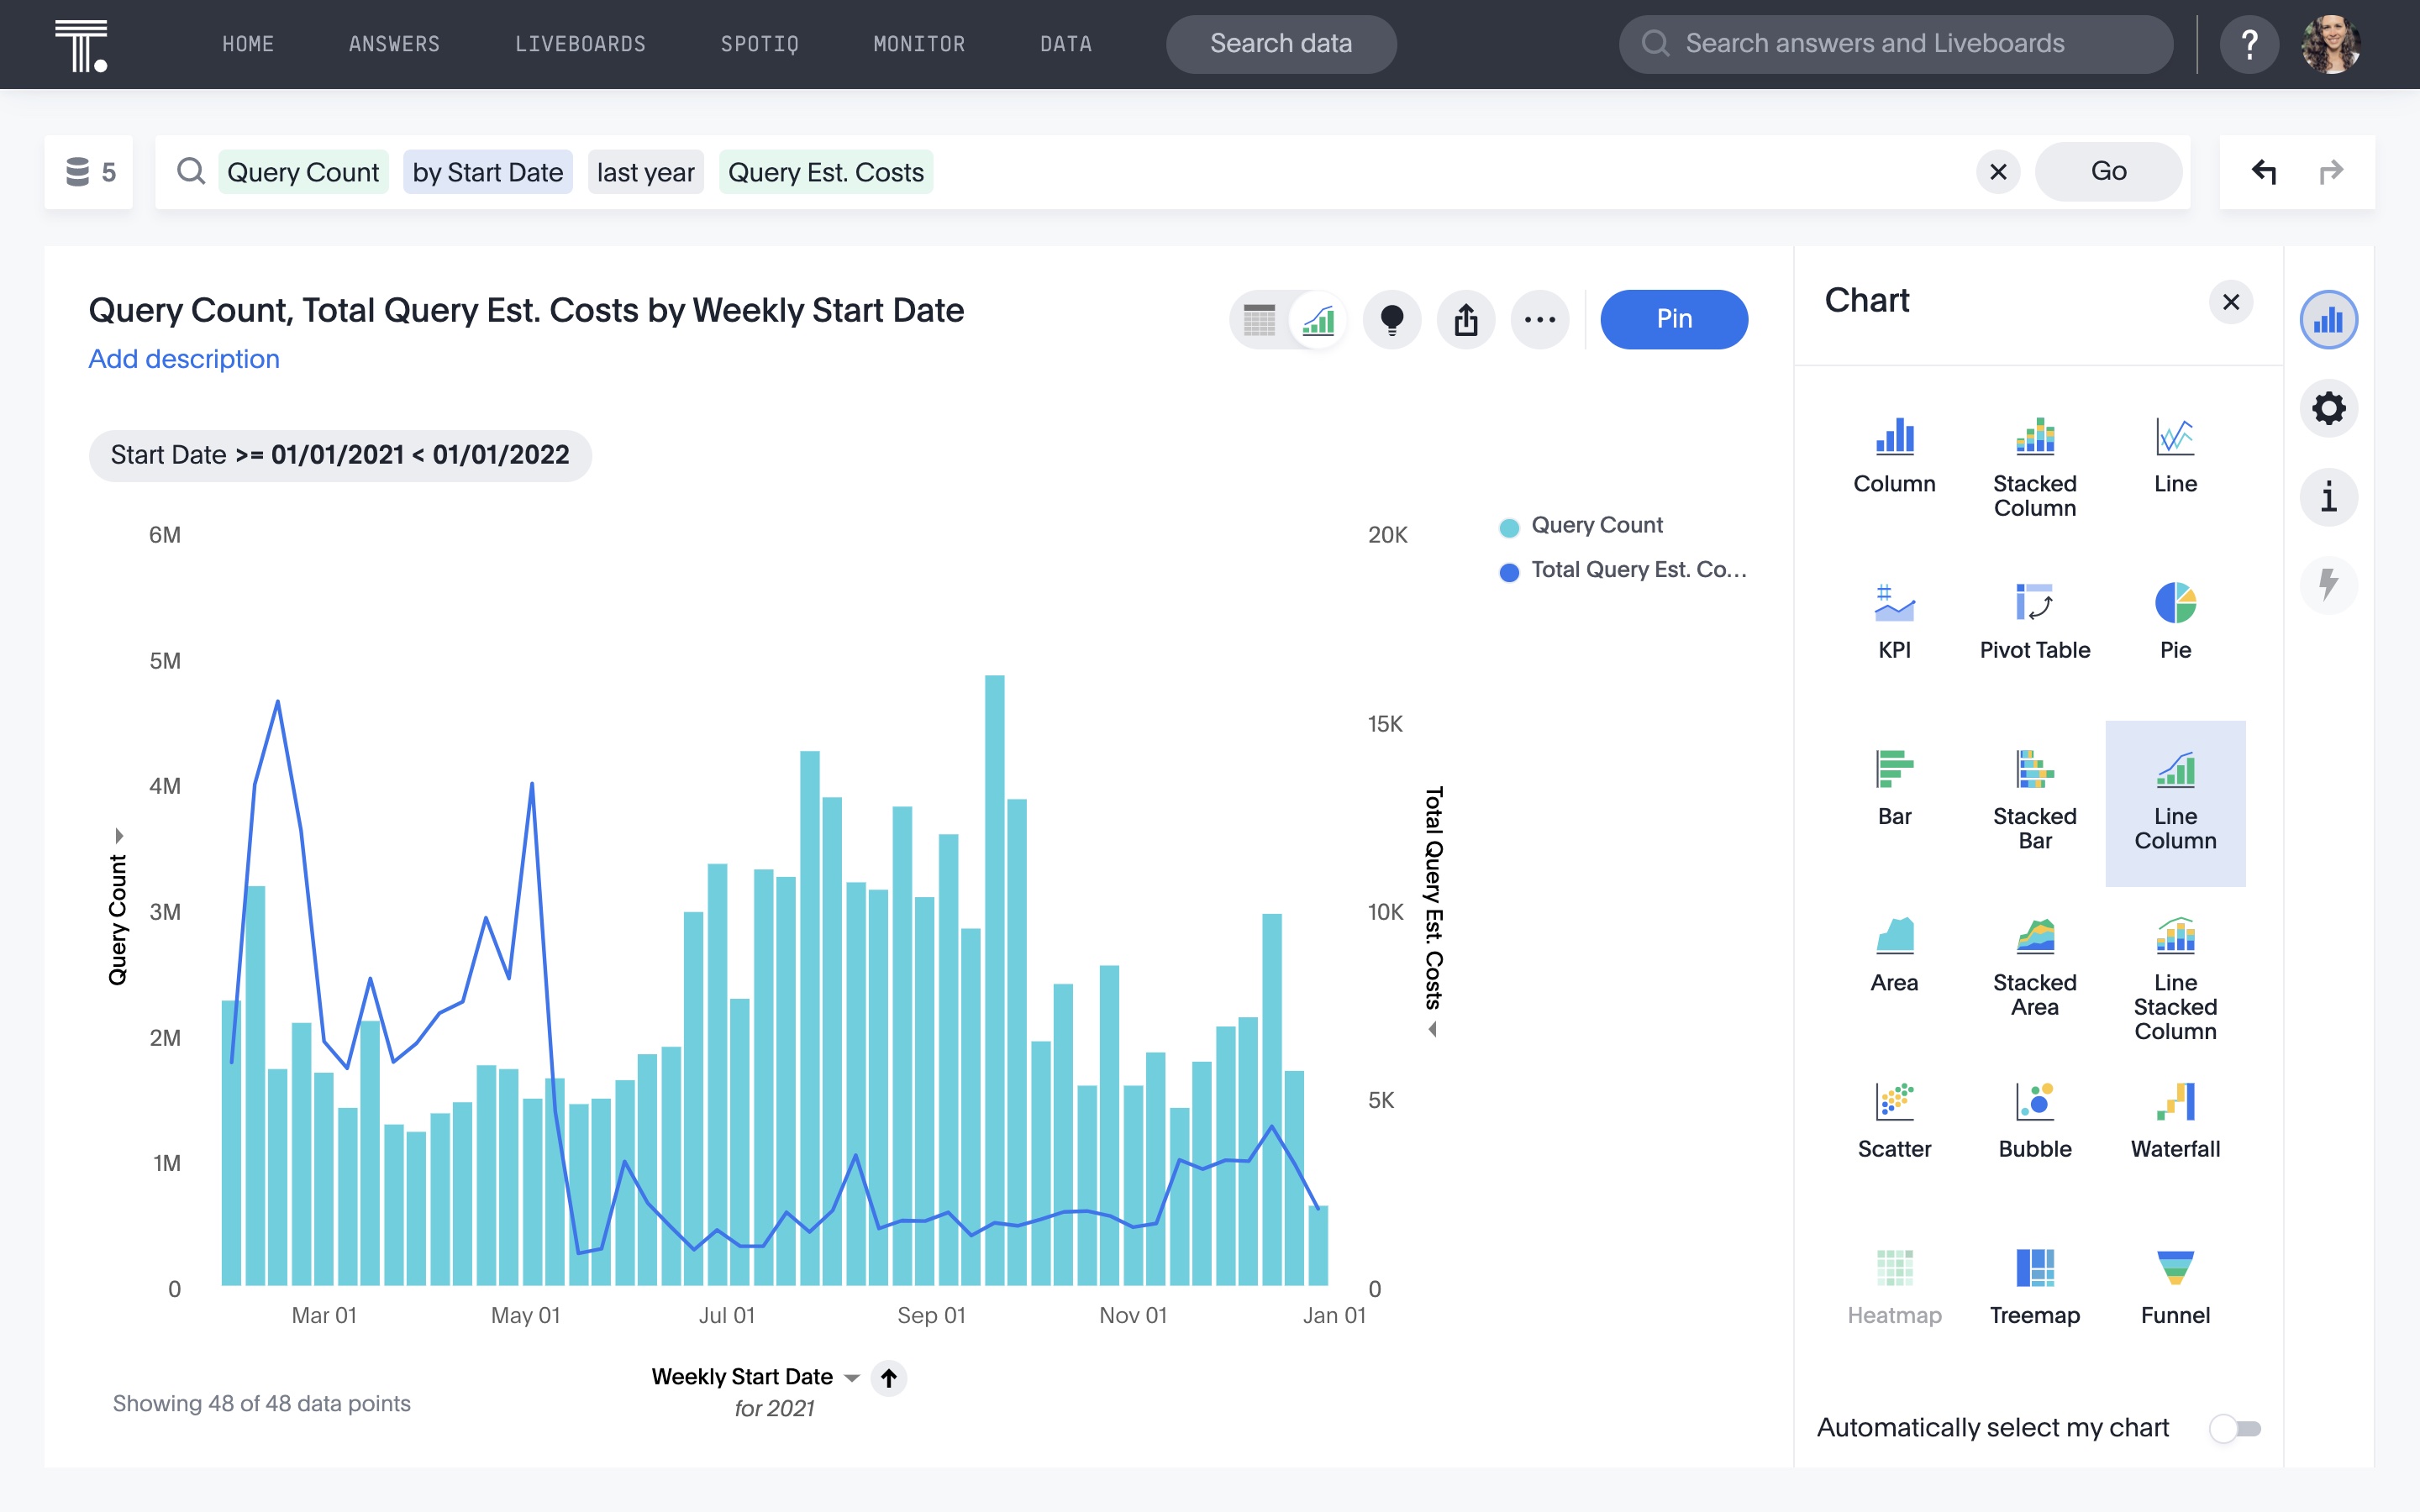 T.
HOME
ANSWERS
LIVEBOARDS
SPOTIQ
MONITOR
DATA
Search data
Search answers and Liveboards
?
5
Query Count
by Start Date
last year
Query Est. Costs
Go
Query Count, Total Query Est. Costs by Weekly Start Date
Add description
Pin
Start Date >= 01/01/2021 < 01/01/2022
Query Count
Total Query Est. Co...
6M
5M
4M
3M
2M
1M
0
Query Count
20K
15K
10K
5K
0
Total Query Est. Costs
Mar 01
May 01
Jul 01
Sep 01
Nov 01
Jan 01
Weekly Start Date
for 2021
Showing 48 of 48 data points
Chart
Column
Stacked
Column
Line
#
KPI
Pivot Table
Pie
Bar
Stacked
Bar
Line
Column
Area
Stacked
Area
Line
Stacked
Column
Scatter
Bubble
Waterfall
Heatmap
Treemap
Funnel
Automatically select my chart
i